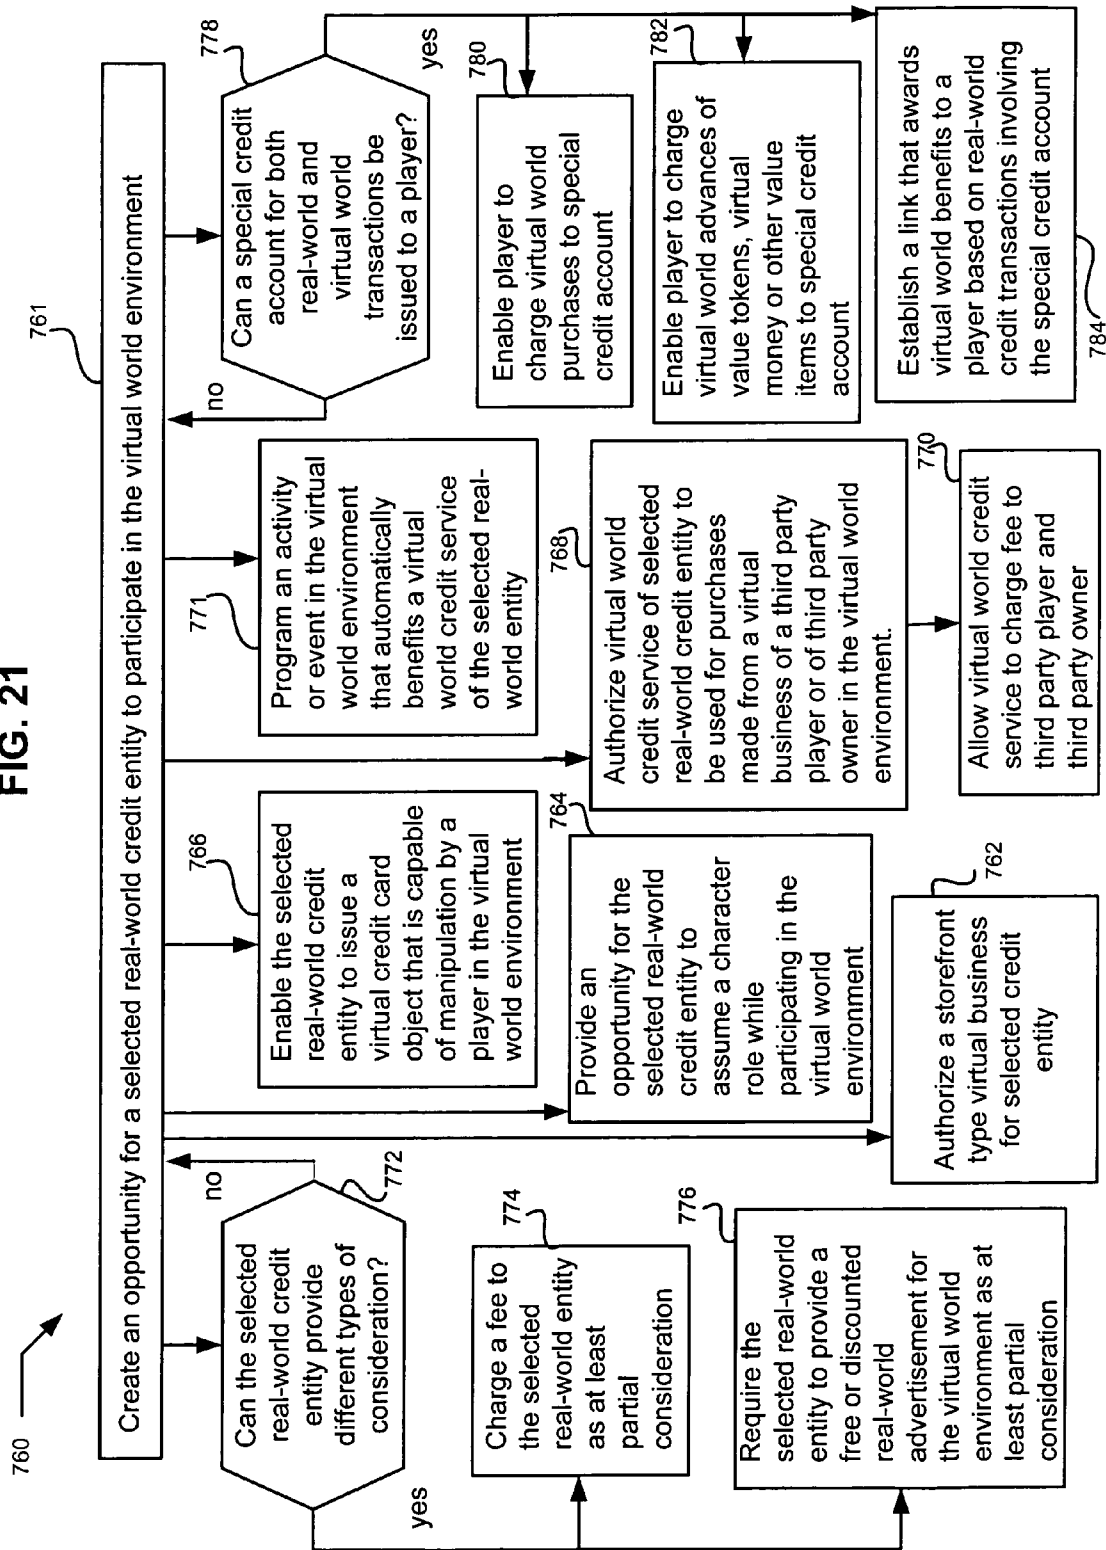 FIG. 21
760
761
Create an opportunity for a selected real-world credit entity to participate in the virtual world environment
Can the selected
real-world credit
entity provide
different types of
consideration?
772
no
yes
774
Charge a fee to
the selected
real-world entity
as at least
partial
consideration
776
Require the
selected real-world
entity to provide a
free or discounted
real-world
advertisement for
the virtual world
environment as at
least partial
consideration
766
Enable the selected
real-world credit
entity to issue a
virtual credit card
object that is capable
of manipulation by a
player in the virtual
world environment
764
Provide an
opportunity for the
selected real-world
credit entity to
assume a character
role while
participating in the
virtual world
environment
762
Authorize a storefront
type virtual business
for selected credit
entity
771
Program an activity
or event in the virtual
world environment
that automatically
benefits a virtual
world credit service
of the selected real-
world entity
768
Authorize virtual world
credit service of selected
real-world credit entity to
be used for purchases
made from a virtual
business of a third party
player or of third party
owner in the virtual world
environment.
770
Allow virtual world credit
service to charge fee to
third party player and
third party owner
778
Can a special credit
account for both
real-world and
virtual world
transactions be
issued to a player?
no
yes
780
Enable player to
charge virtual world
purchases to special
credit account
782
Enable player to charge
virtual world advances of
value tokens, virtual
money or other value
items to special credit
account
Establish a link that awards
virtual world benefits to a
player based on real-world
credit transactions involving
the special credit account
784